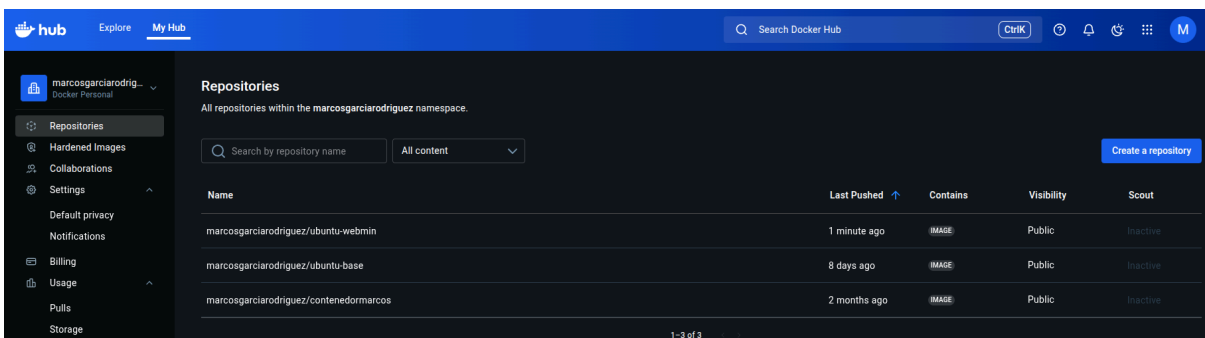 hub Explore My Hub Search Docker Hub CtrlK M
marcosgarciarodrig...
Docker Personal
Repositories
Hardened Images
Collaborations
Settings
Default privacy
Notifications
Billing
Usage
Pulls
Storage
Repositories
All repositories within the marcosgarciarodriguez namespace.
Search by repository name All content Create a repository
Name Last Pushed Contains Visibility Scout
marcosgarciarodriguez/ubuntu-webmin 1 minute ago IMAGE Public Inactive
marcosgarciarodriguez/ubuntu-base 8 days ago IMAGE Public Inactive
marcosgarciarodriguez/contenedormarcos 2 months ago IMAGE Public Inactive
1–3 of 3